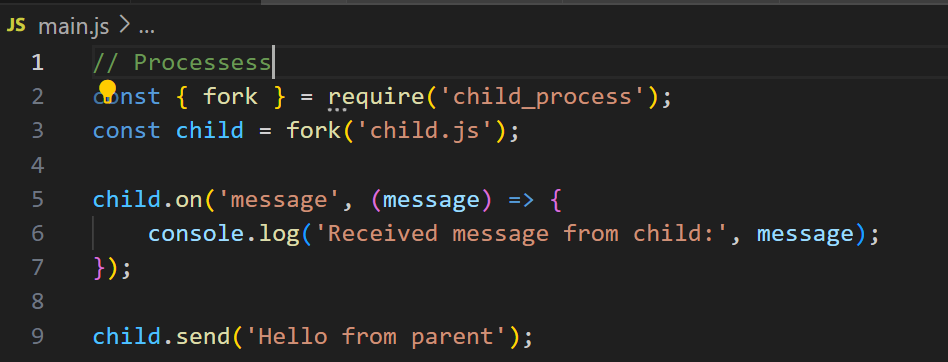 JS main.js > ...
1 // Processess
2 const { fork } = require('child_process');
3 const child = fork('child.js');
4
5 child.on('message', (message) => {
6     console.log('Received message from child:', message);
7 });
8
9 child.send('Hello from parent');